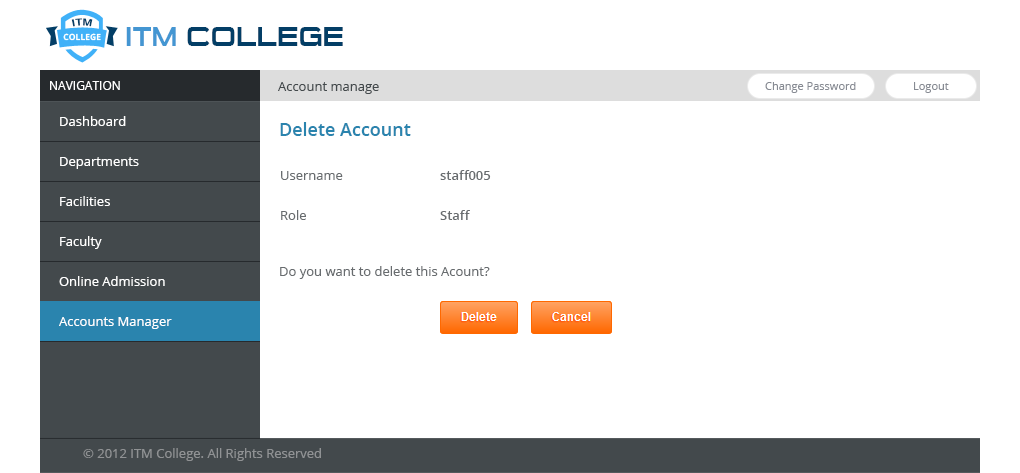 ITM
COLLEGE
ITM COLLEGE
NAVIGATION
Account manage
Change Password
Logout
Dashboard
Departments
Facilities
Faculty
Online Admission
Accounts Manager
Delete Account
Username staff005
Role Staff
Do you want to delete this Acount?
Delete Cancel
© 2012 ITM College. All Rights Reserved